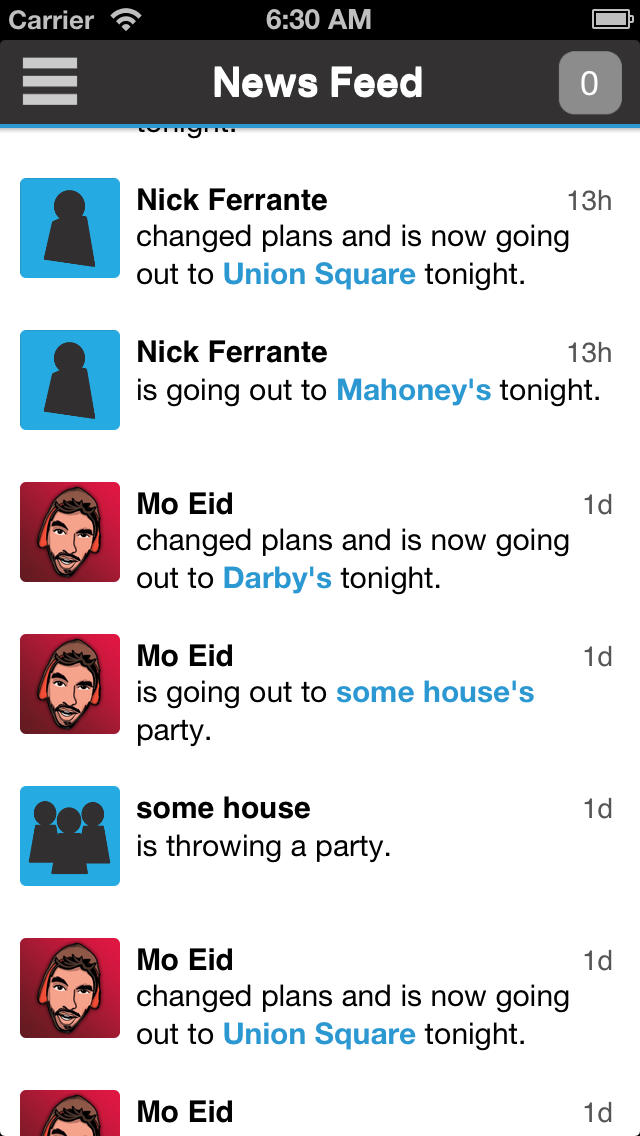 Carrier 6:30 AM
News Feed 0
tonight.
Nick Ferrante 13h
changed plans and is now going
out to Union Square tonight.
Nick Ferrante 13h
is going out to Mahoney's tonight.
Mo Eid 1d
changed plans and is now going
out to Darby's tonight.
Mo Eid 1d
is going out to some house's
party.
some house 1d
is throwing a party.
Mo Eid 1d
changed plans and is now going
out to Union Square tonight.
Mo Eid 1d